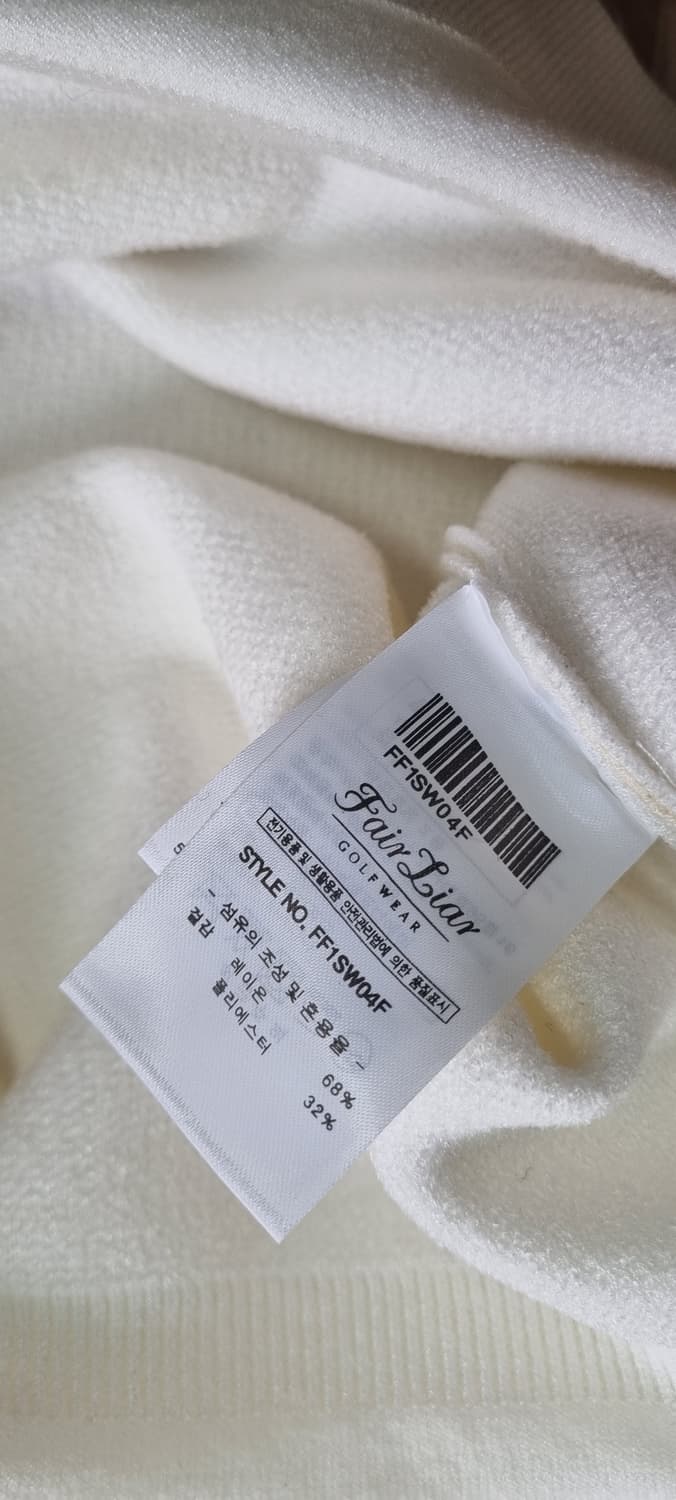 FF1SW04F
Fair Liar
GOLFWEAR
전기용품 및 생활용품 안전관리법에 의한 품질표시
STYLE NO. FF1SW04F
- 섬유의 조성 및 혼용율 -
겉감 레이온 68%
폴리에스터 32%